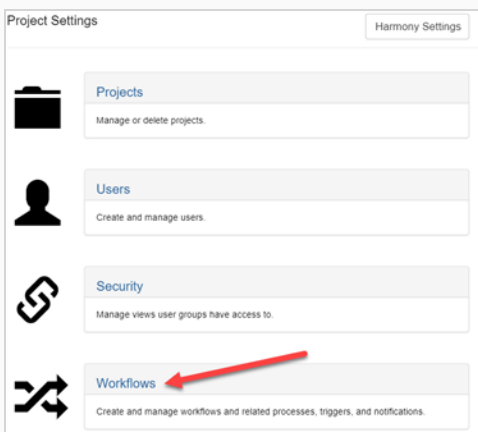 Project Settings
Harmony Settings
Projects
Manage or delete projects.
Users
Create and manage users.
Security
Manage views user groups have access to.
Workflows
Create and manage workflows and related processes, triggers, and notifications.